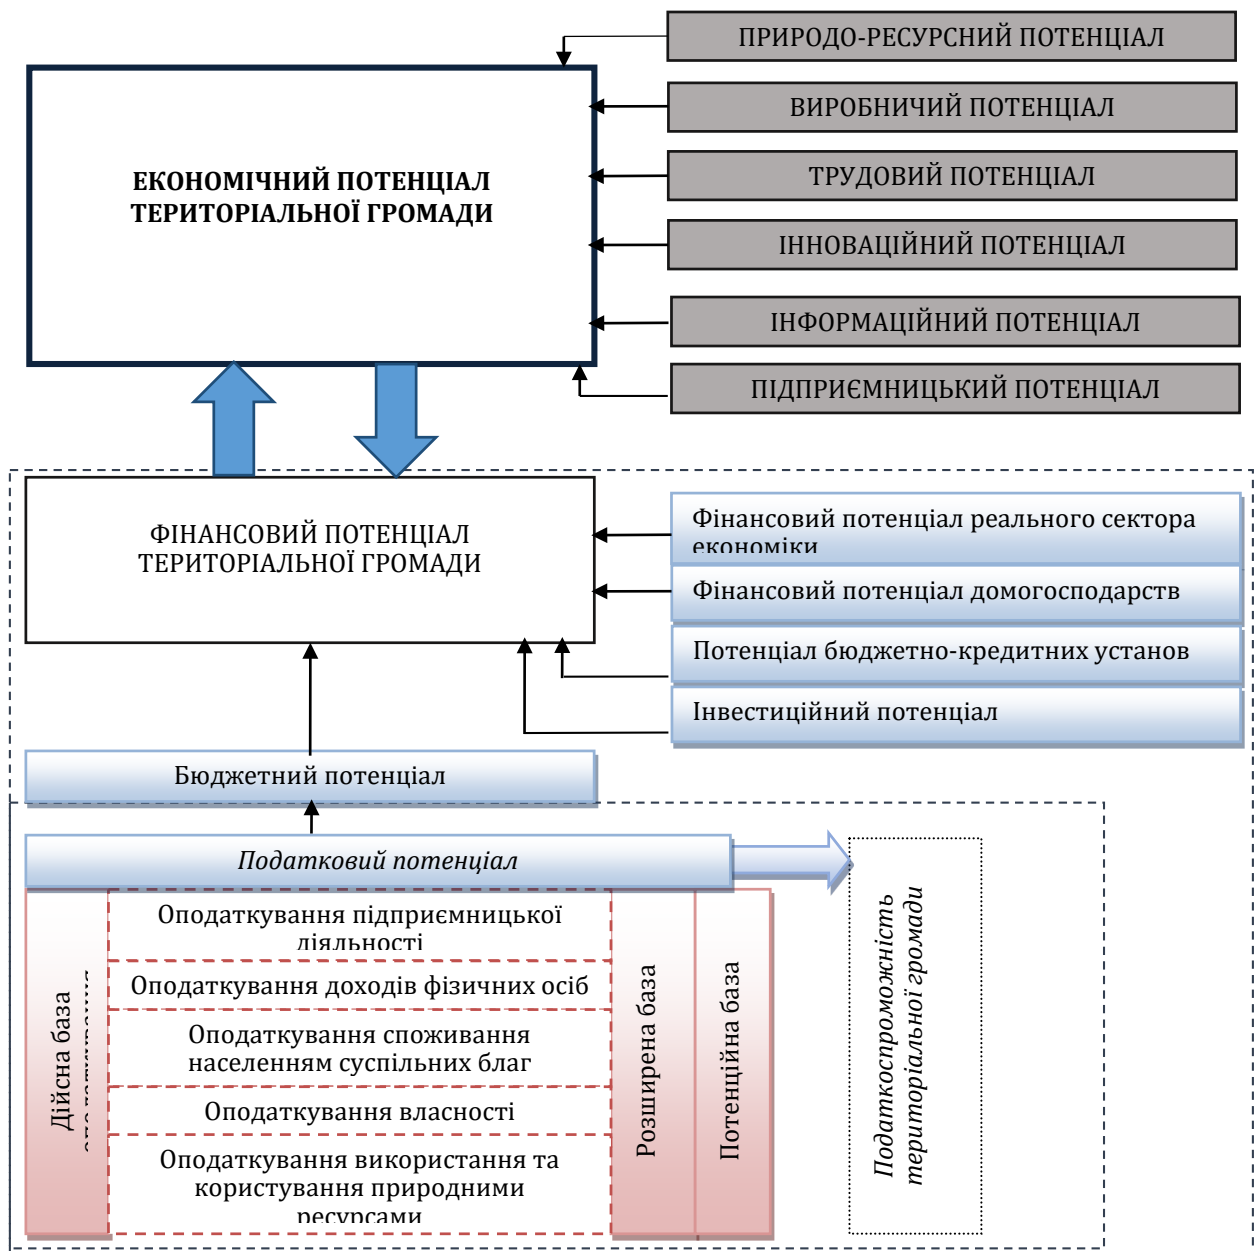 ПРИРОДО-РЕСУРСНИЙ ПОТЕНЦІАЛ
ВИРОБНИЧИЙ ПОТЕНЦІАЛ
ТРУДОВИЙ ПОТЕНЦІАЛ
ІННОВАЦІЙНИЙ ПОТЕНЦІАЛ
ІНФОРМАЦІЙНИЙ ПОТЕНЦІАЛ
ПІДПРИЄМНИЦЬКИЙ ПОТЕНЦІАЛ
ЕКОНОМІЧНИЙ ПОТЕНЦІАЛ
ТЕРИТОРІАЛЬНОЇ ГРОМАДИ
ФІНАНСОВИЙ ПОТЕНЦІАЛ
ТЕРИТОРІАЛЬНОЇ ГРОМАДИ
Фінансовий потенціал реального сектора
економіки
Фінансовий потенціал домогосподарств
Потенціал бюджетно-кредитних установ
Інвестиційний потенціал
Бюджетний потенціал
Податковий потенціал
Дійсна база
Оподаткування підприємницької
діяльності
Оподаткування доходів фізичних осіб
Оподаткування споживання
населенням суспільних благ
Оподаткування власності
Оподаткування використання та
користування природними
ресурсами
Розширена база
Потенційна база
Податкоспроможність
територіальної громади